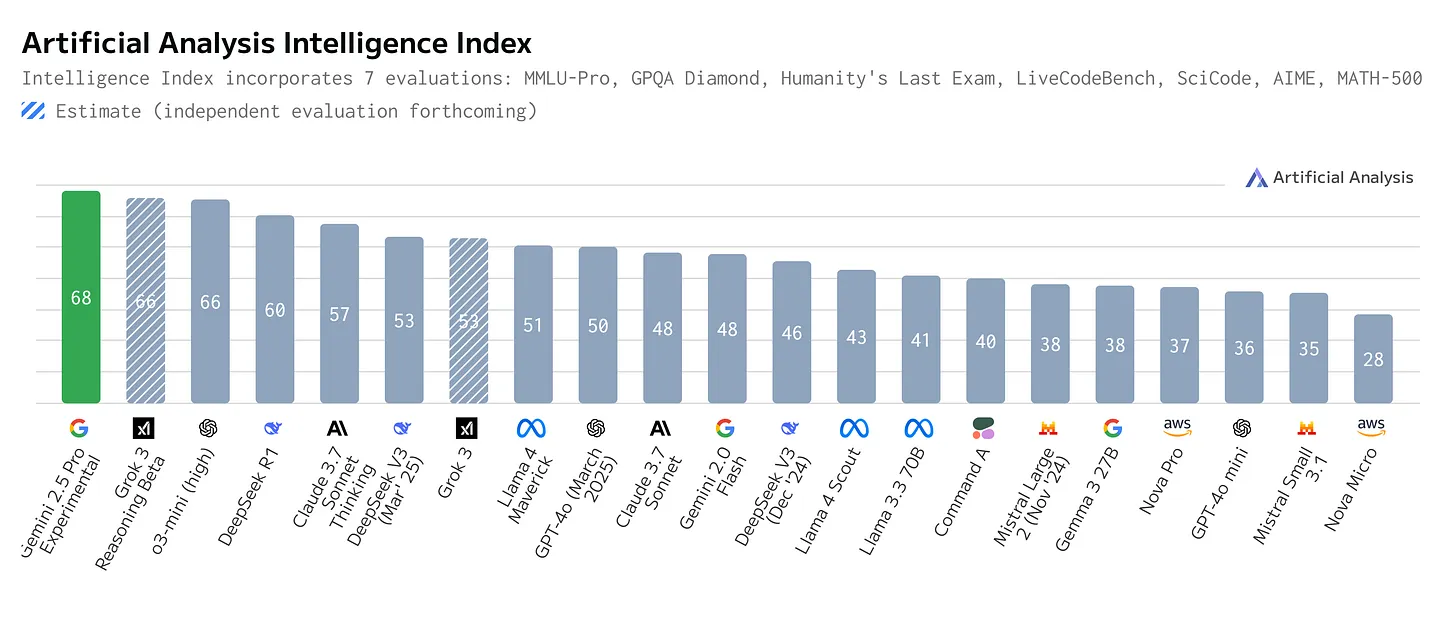 Artificial Analysis Intelligence Index
Intelligence Index incorporates 7 evaluations: MMLU-Pro, GPQA Diamond, Humanity's Last Exam, LiveCodeBench, SciCode, AIME, MATH-500
Estimate (independent evaluation forthcoming)
Artificial Analysis
68
66
66
60
57
53
53
51
50
48
48
46
43
41
40
38
38
37
36
35
28
aws
aws
Gemini 2.5 Pro
Experimental
Grok 3
Reasoning Beta
o3-mini (high)
DeepSeek R1
Claude 3.7
Sonnet
Thinking
DeepSeek V3
(Mar' 25)
Grok 3
Llama 4
Maverick
GPT-4o (March
2025)
Claude 3.7
Sonnet
Gemini 2.0
Flash
DeepSeek V3
(Dec '24)
Llama 4 Scout
Llama 3.3 70B
Command A
Mistral Large
2 (Nov '24)
Gemma 3 27B
Nova Pro
GPT-4o mini
Mistral Small
3.1
Nova Micro